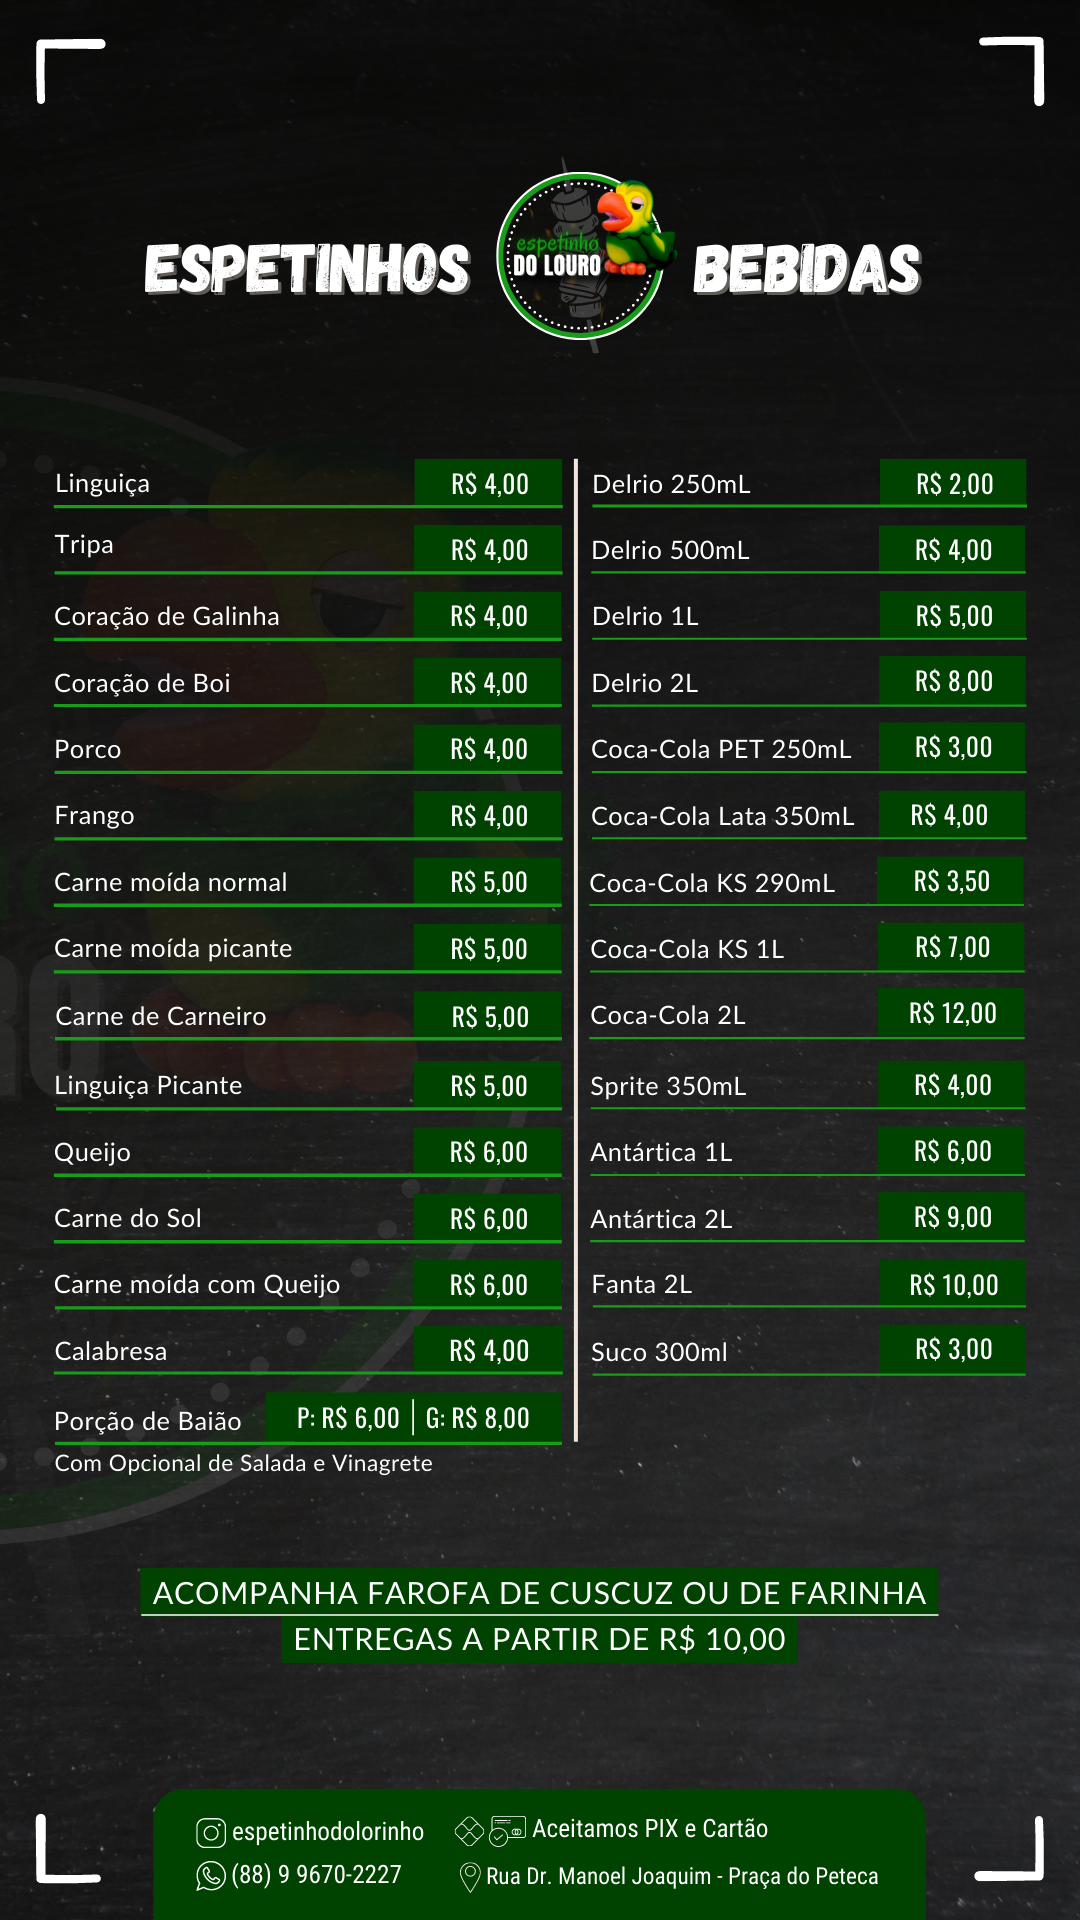 ESPETINHOS
espetinho
DO LOURO
BEBIDAS
Linguiça R$ 4,00
Tripa R$ 4,00
Coração de Galinha R$ 4,00
Coração de Boi R$ 4,00
Porco R$ 4,00
Frango R$ 4,00
Carne moída normal R$ 5,00
Carne moída picante R$ 5,00
Carne de Carneiro R$ 5,00
Linguiça Picante R$ 5,00
Queijo R$ 6,00
Carne do Sol R$ 6,00
Carne moída com Queijo R$ 6,00
Calabresa R$ 4,00
Porção de Baião P: R$ 6,00 | G: R$ 8,00
Com Opcional de Salada e Vinagrete
Delrio 250mL R$ 2,00
Delrio 500mL R$ 4,00
Delrio 1L R$ 5,00
Delrio 2L R$ 8,00
Coca-Cola PET 250mL R$ 3,00
Coca-Cola Lata 350mL R$ 4,00
Coca-Cola KS 290mL R$ 3,50
Coca-Cola KS 1L R$ 7,00
Coca-Cola 2L R$ 12,00
Sprite 350mL R$ 4,00
Antártica 1L R$ 6,00
Antártica 2L R$ 9,00
Fanta 2L R$ 10,00
Suco 300ml R$ 3,00
ACOMPANHA FAROFA DE CUSCUZ OU DE FARINHA
ENTREGAS A PARTIR DE R$ 10,00
espetinhodolorinho
(88) 9 9670-2227
Aceitamos PIX e Cartão
Rua Dr. Manoel Joaquim - Praça do Peteca